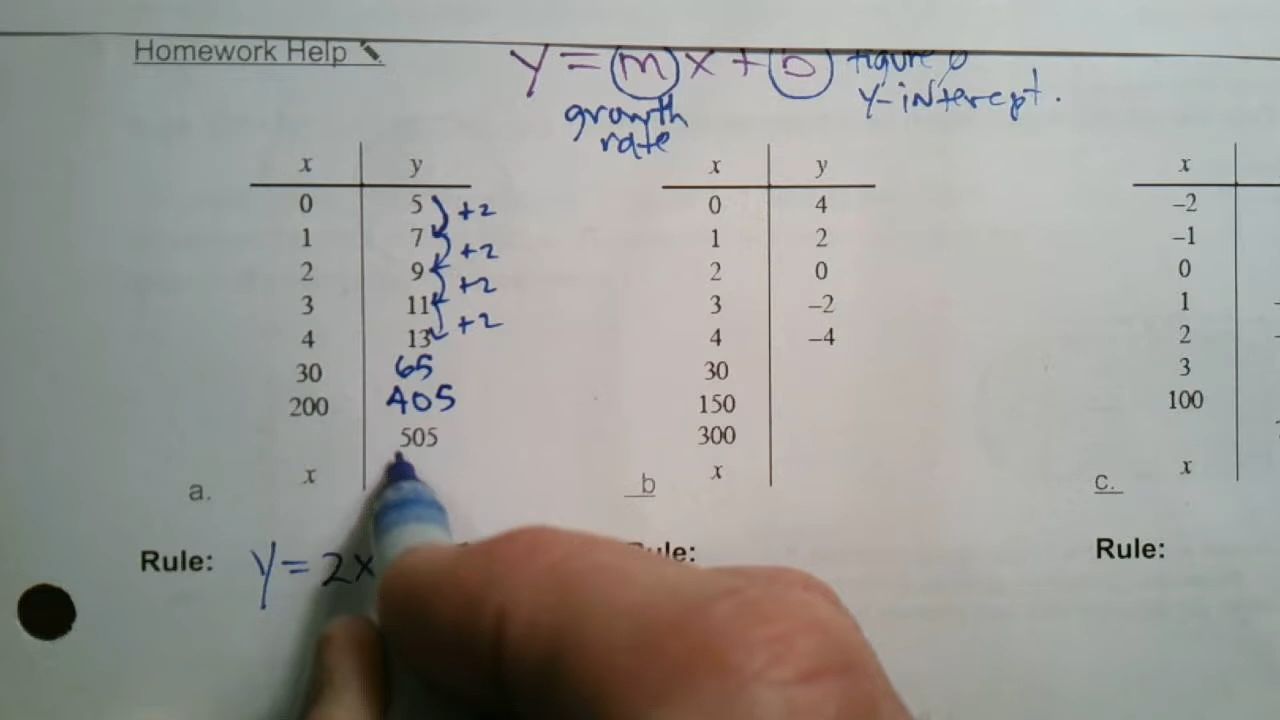 Homework Help
y = mx + b figure 0
growth rate
y-intercept.
x y
0 5 +2
1 7 +2
2 9 +2
3 11 +2
4 13
30 65
200 405
505
x
a.
Rule: y = 2x
x y
0 4
1 2
2 0
3 -2
4 -4
30
150
300
x
b
x
-2
-1
0
1
2
3
100
x
c.
Rule: